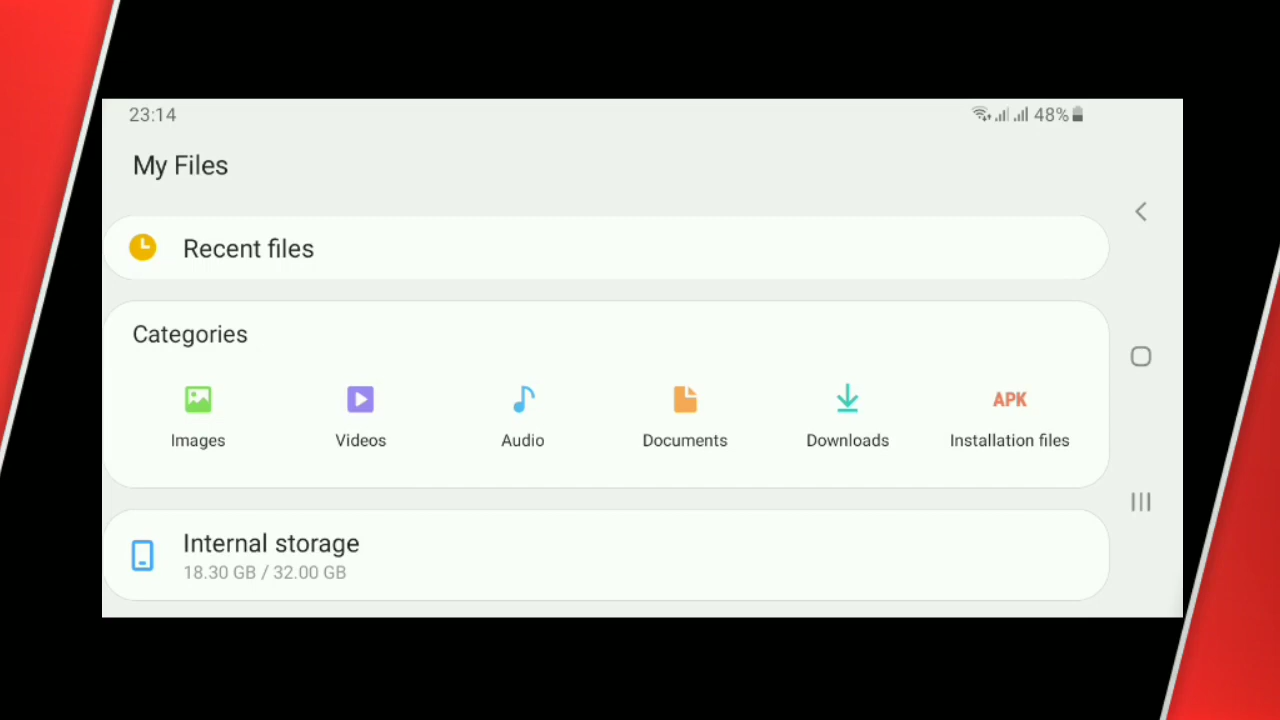 23:14
48%
My Files
Recent files
Categories
Images
Videos
Audio
Documents
Downloads
APK
Installation files
Internal storage
18.30 GB / 32.00 GB